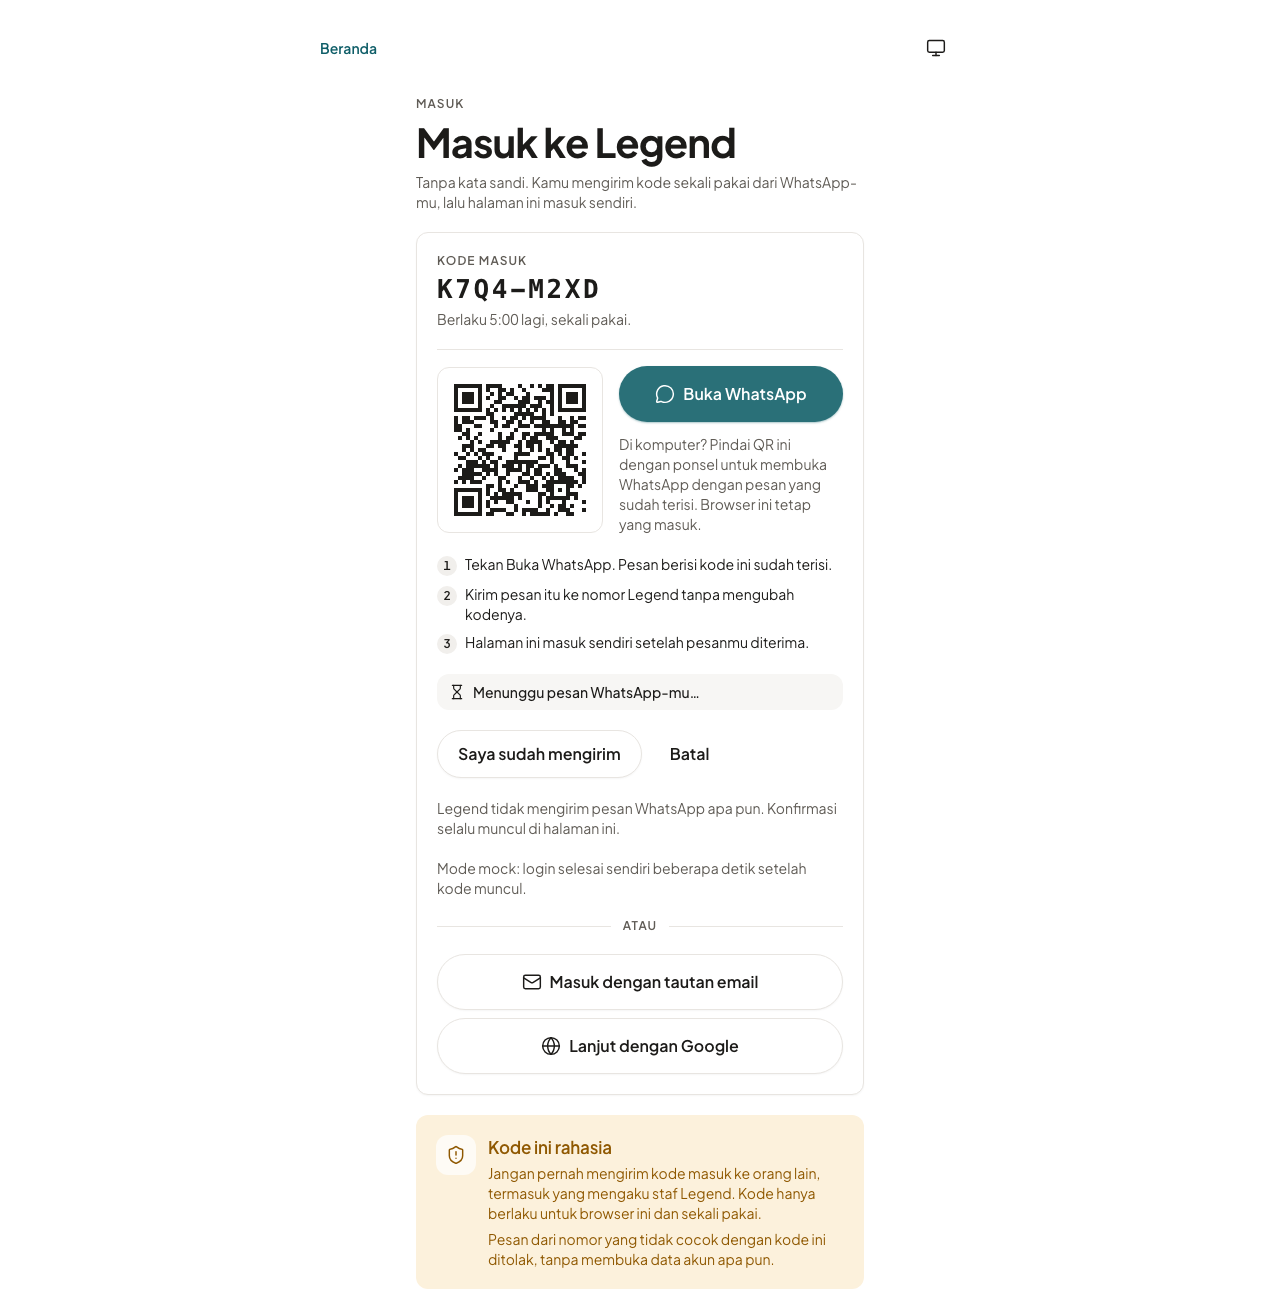 Beranda
MASUK
Masuk ke Legend
Tanpa kata sandi. Kamu mengirim kode sekali pakai dari WhatsApp-
mu, lalu halaman ini masuk sendiri.
KODE MASUK
K7Q4–M2XD
Berlaku 5:00 lagi, sekali pakai.
Buka WhatsApp
Di komputer? Pindai QR ini
dengan ponsel untuk membuka
WhatsApp dengan pesan yang
sudah terisi. Browser ini tetap
yang masuk.
1 Tekan Buka WhatsApp. Pesan berisi kode ini sudah terisi.
2 Kirim pesan itu ke nomor Legend tanpa mengubah
kodenya.
3 Halaman ini masuk sendiri setelah pesanmu diterima.
Menunggu pesan WhatsApp-mu…
Saya sudah mengirim Batal
Legend tidak mengirim pesan WhatsApp apa pun. Konfirmasi
selalu muncul di halaman ini.
Mode mock: login selesai sendiri beberapa detik setelah
kode muncul.
ATAU
Masuk dengan tautan email
Lanjut dengan Google
Kode ini rahasia
Jangan pernah mengirim kode masuk ke orang lain,
termasuk yang mengaku staf Legend. Kode hanya
berlaku untuk browser ini dan sekali pakai.
Pesan dari nomor yang tidak cocok dengan kode ini
ditolak, tanpa membuka data akun apa pun.